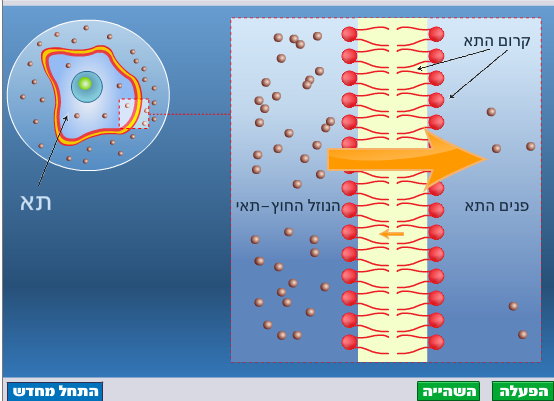 קרום התא
תא
הנוזל החוץ-תאי
פנים התא
התחל מחדש
השהייה
הפעלה